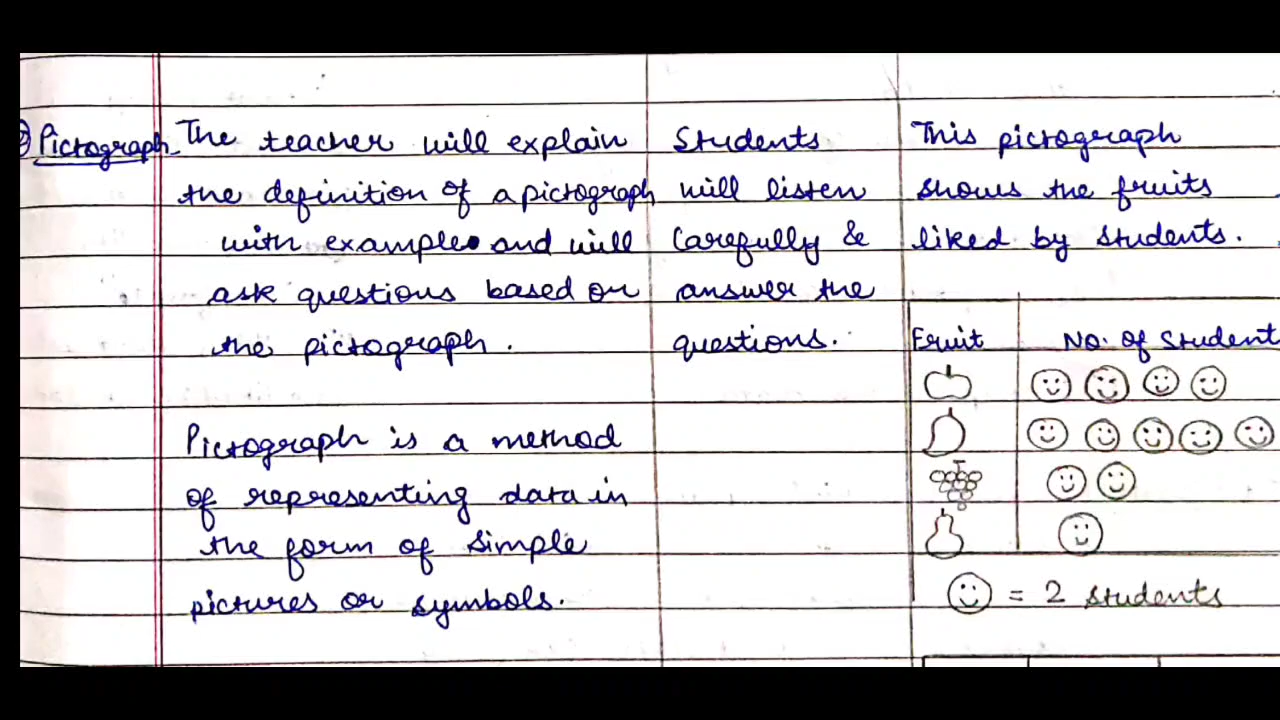 Pictograph.
The teacher will explain
the definition of a pictograph
with example and will
ask questions based on
the pictograph.
Pictograph is a method
of representing data in
the form of simple
pictures or symbols.
Students
will listen
carefully &
answer the
questions.
This pictograph
shows the fruits
liked by students.
Fruit No. of Student
= 2 students